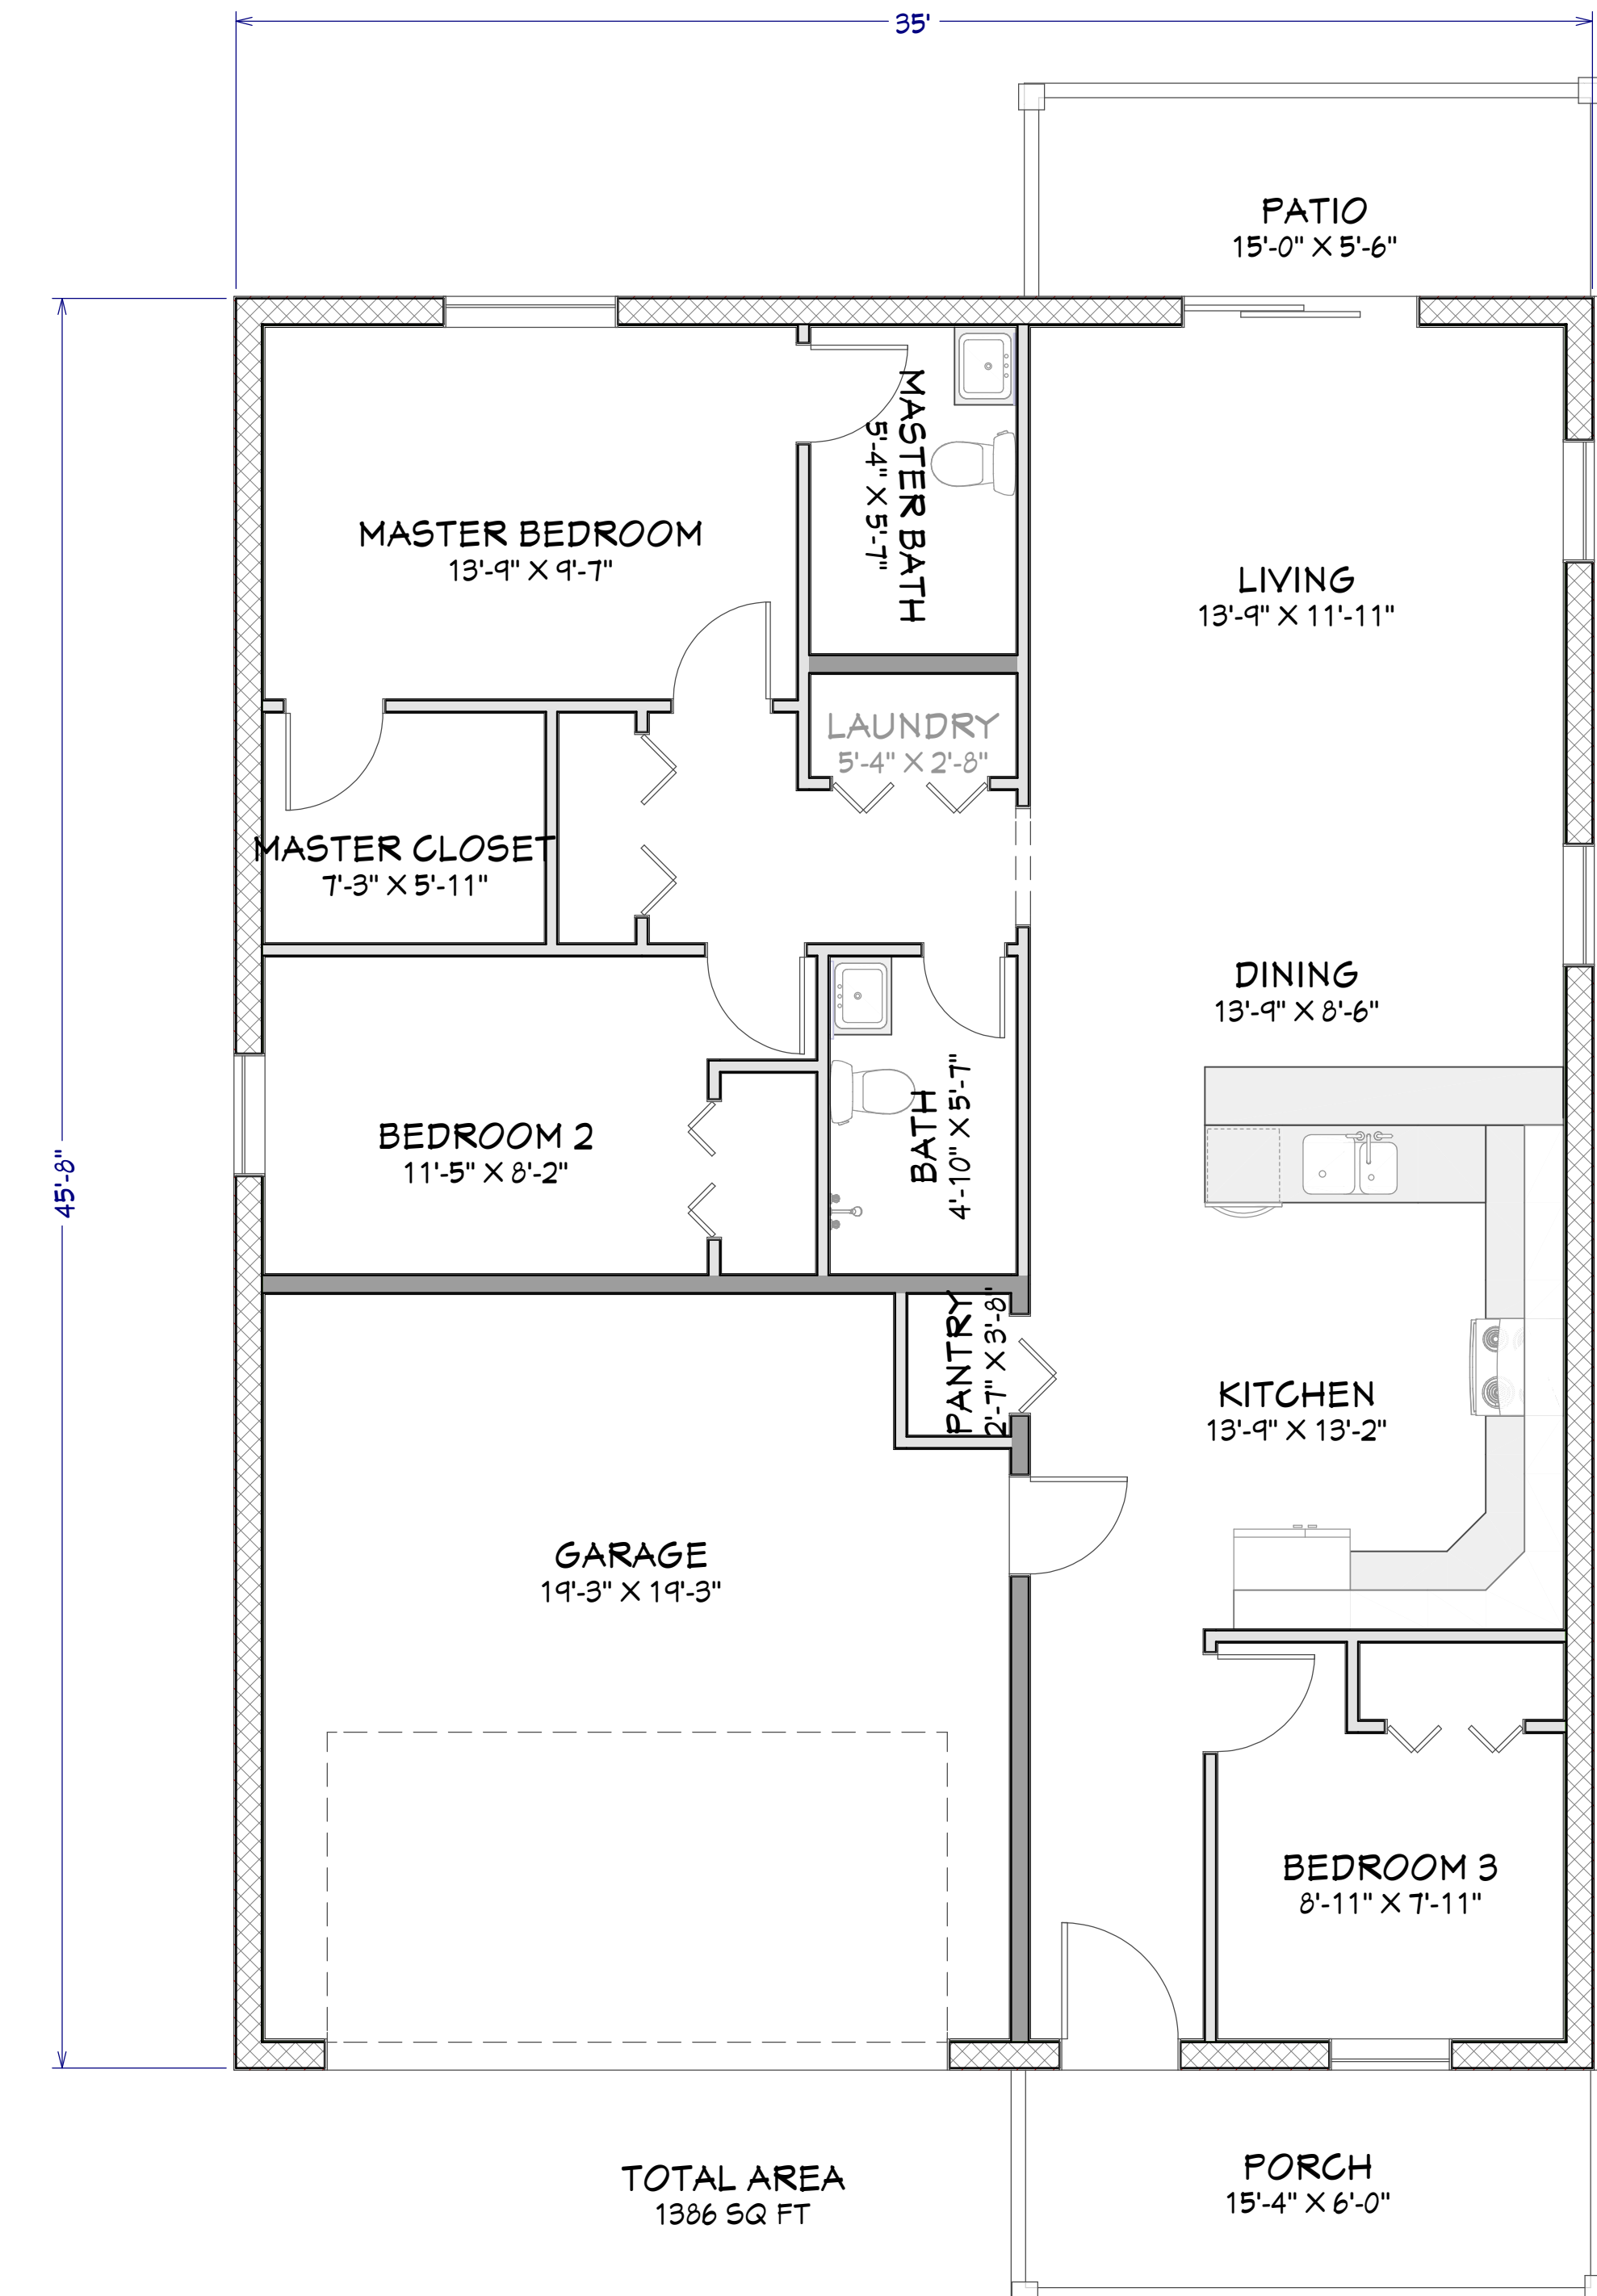 35'
PATIO
15'-0" X 5'-6"
MASTER BATH
5'-4" X 5'-7"
MASTER BEDROOM
13'-9" X 9'-7"
LIVING
13'-9" X 11'-11"
LAUNDRY
5'-4" X 2'-8"
MASTER CLOSET
7'-3" X 5'-11"
DINING
13'-9" X 8'-6"
BEDROOM 2
11'-5" X 8'-2"
BATH
4'-10" X 5'-7"
45'-8"
PANTRY
2'-7" X 3'-8"
KITCHEN
13'-9" X 13'-2"
GARAGE
19'-3" X 19'-3"
BEDROOM 3
8'-11" X 7'-11"
TOTAL AREA
1386 SQ FT
PORCH
15'-4" X 6'-0"